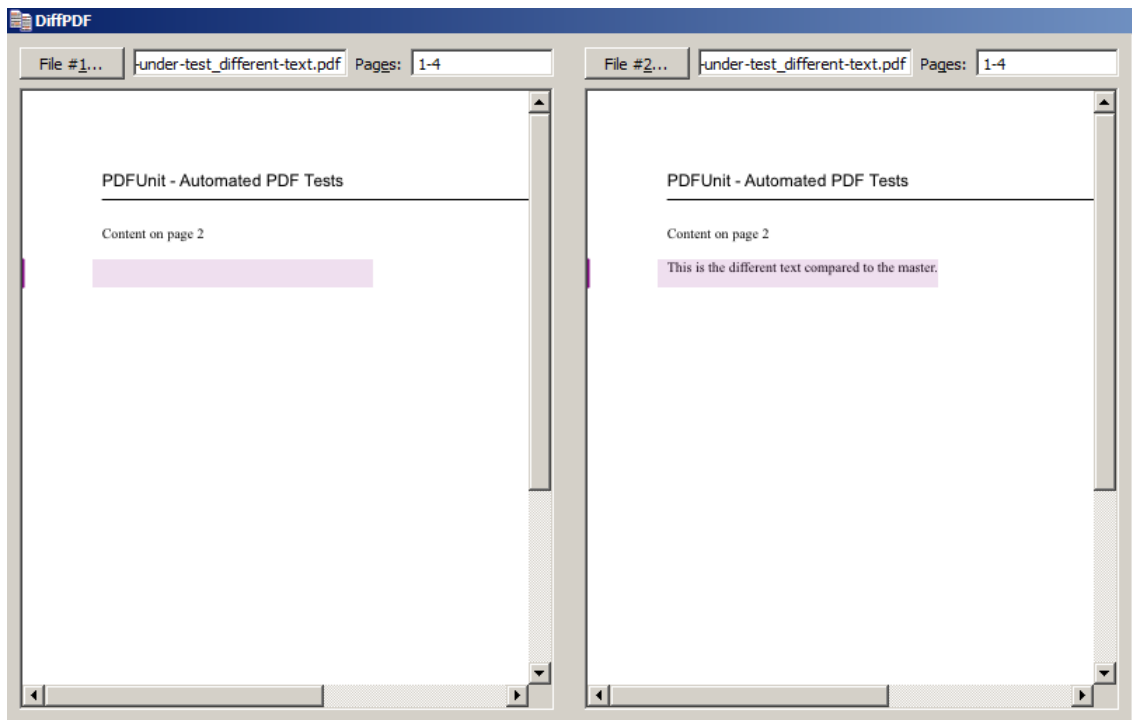 DiffPDF
File #1... -under-test_different-text.pdf Pages: 1-4
File #2... -under-test_different-text.pdf Pages: 1-4
PDFUnit - Automated PDF Tests
Content on page 2
PDFUnit - Automated PDF Tests
Content on page 2
This is the different text compared to the master.